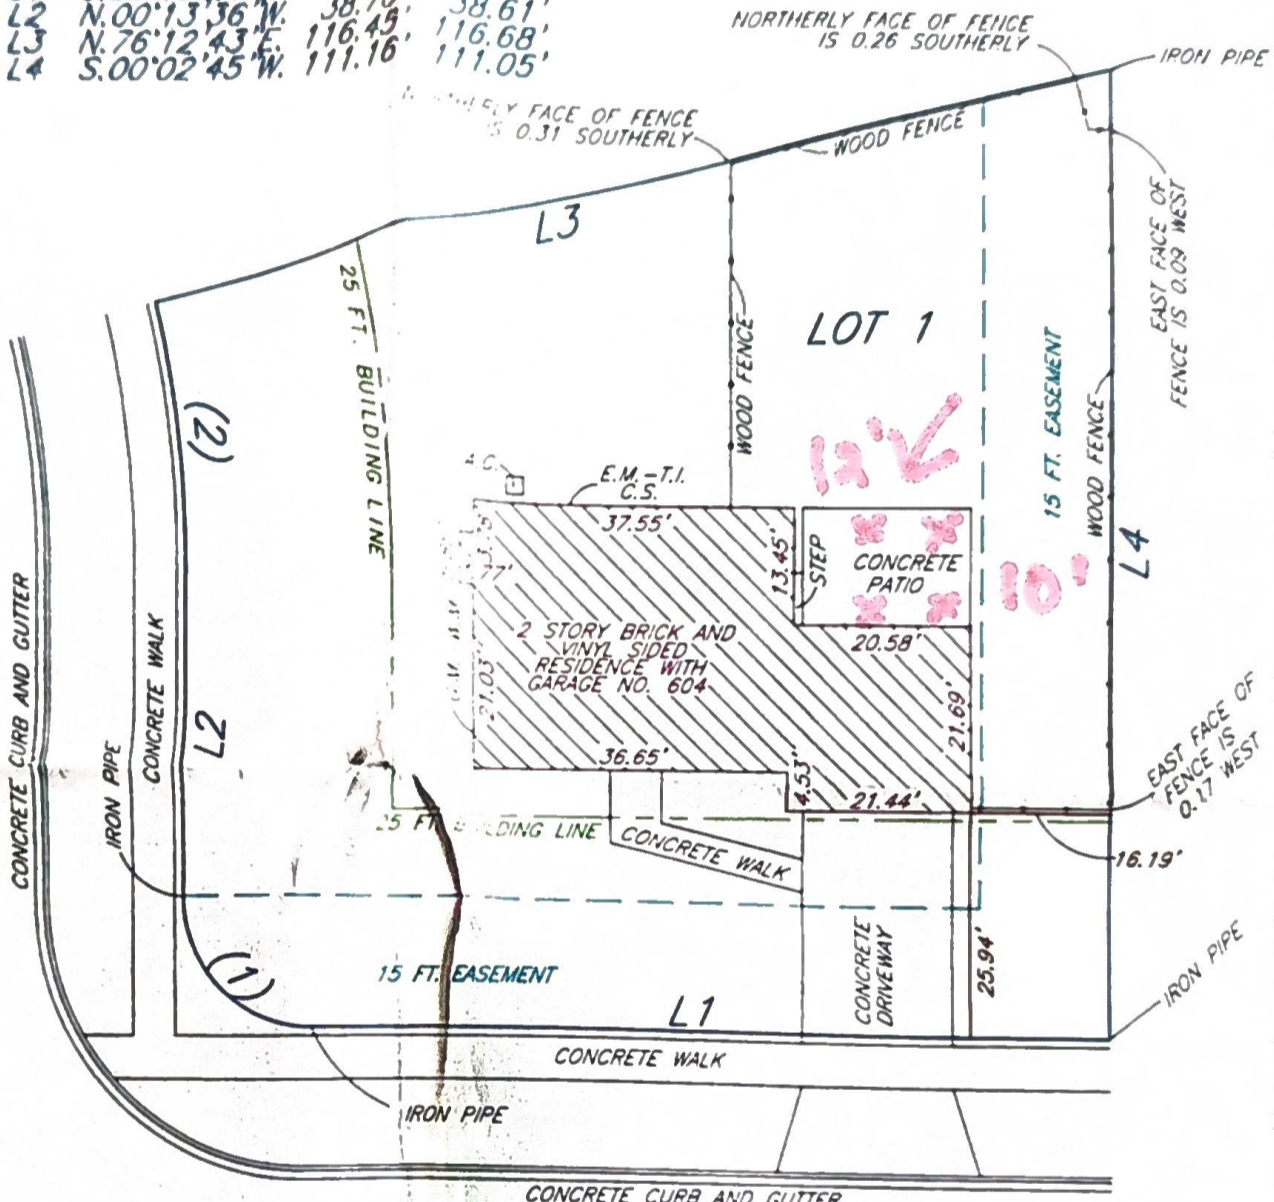 L2 N.00°13'36"W. 38.61'
L3 N.76°12'43"E. 116.45' 116.68'
L4 S.00°02'45"W. 111.16' 111.05'
NORTHERLY FACE OF FENCE
IS 0.26 SOUTHERLY
IRON PIPE
FACE OF FENCE
0.31 SOUTHERLY
WOOD FENCE
L3
EAST FACE OF
FENCE IS 0.09 WEST
25 FT. BUILDING LINE
WOOD FENCE
LOT 1
15 FT. EASEMENT
WOOD FENCE
L4
12'
10'
(2)
A.C.
E.M.-T.I.
C.S.
37.55'
13.45'
STEP
CONCRETE
PATIO
20.58'
2 STORY BRICK AND
VINYL SIDED
RESIDENCE WITH
GARAGE NO. 604
21.03'
21.69'
36.65'
4.53'
21.44'
CONCRETE CURB AND GUTTER
CONCRETE WALK
L2
IRON PIPE
EAST FACE OF
FENCE IS
0.17 WEST
25 FT. LDING LINE
CONCRETE WALK
16.19'
CONCRETE
DRIVEWAY
25.94'
IRON PIPE
(1)
15 FT. EASEMENT
L1
CONCRETE WALK
IRON PIPE
CONCRETE CURB AND GUTTER